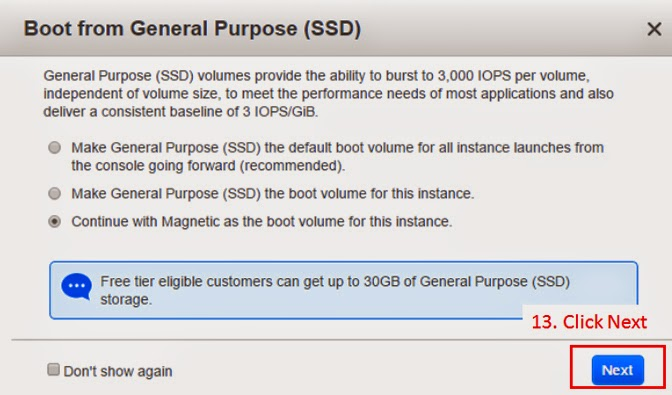 Boot from General Purpose (SSD)
General Purpose (SSD) volumes provide the ability to burst to 3,000 IOPS per volume,
independent of volume size, to meet the performance needs of most applications and also
deliver a consistent baseline of 3 IOPS/GiB.
Make General Purpose (SSD) the default boot volume for all instance launches from
the console going forward (recommended).
Make General Purpose (SSD) the boot volume for this instance.
Continue with Magnetic as the boot volume for this instance.
Free tier eligible customers can get up to 30GB of General Purpose (SSD)
storage.
13. Click Next
Don't show again
Next